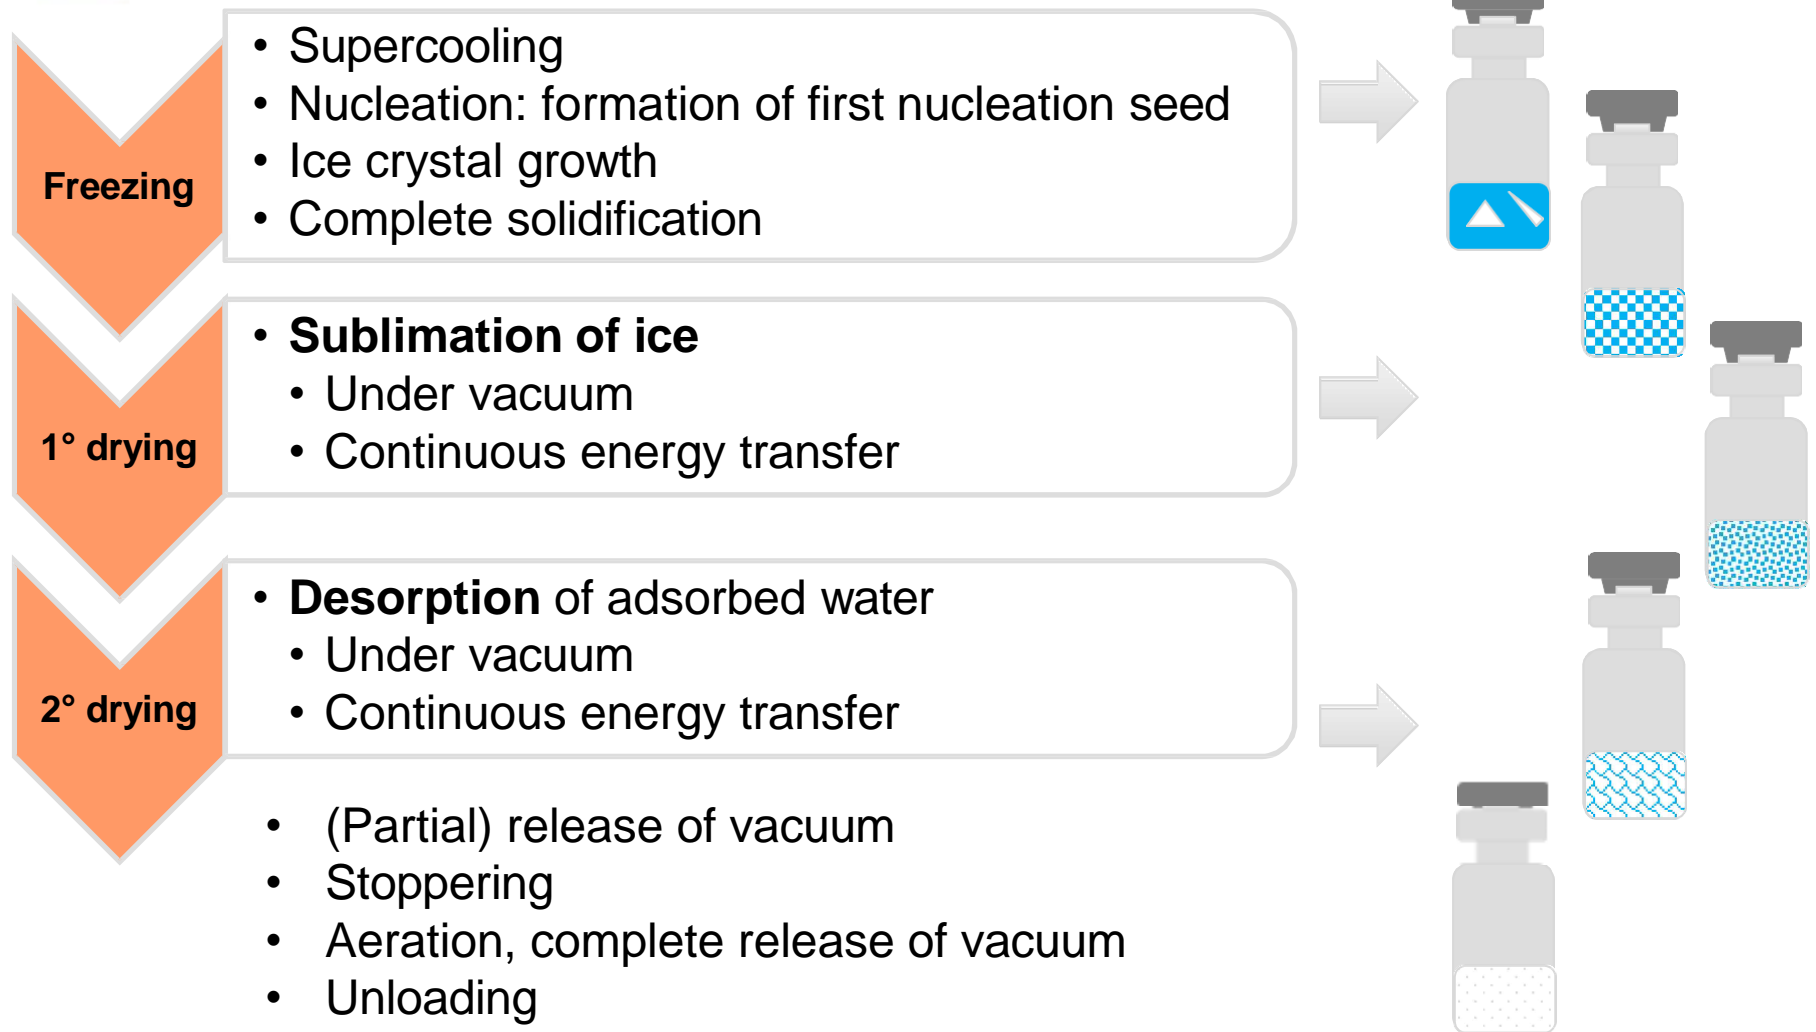 • Supercooling
• Nucleation: formation of first nucleation seed
• Ice crystal growth
• Complete solidification
Freezing
• Sublimation of ice
• Under vacuum
• Continuous energy transfer
1° drying
• Desorption of adsorbed water
• Under vacuum
• Continuous energy transfer
2° drying
• (Partial) release of vacuum
• Stoppering
• Aeration, complete release of vacuum
• Unloading